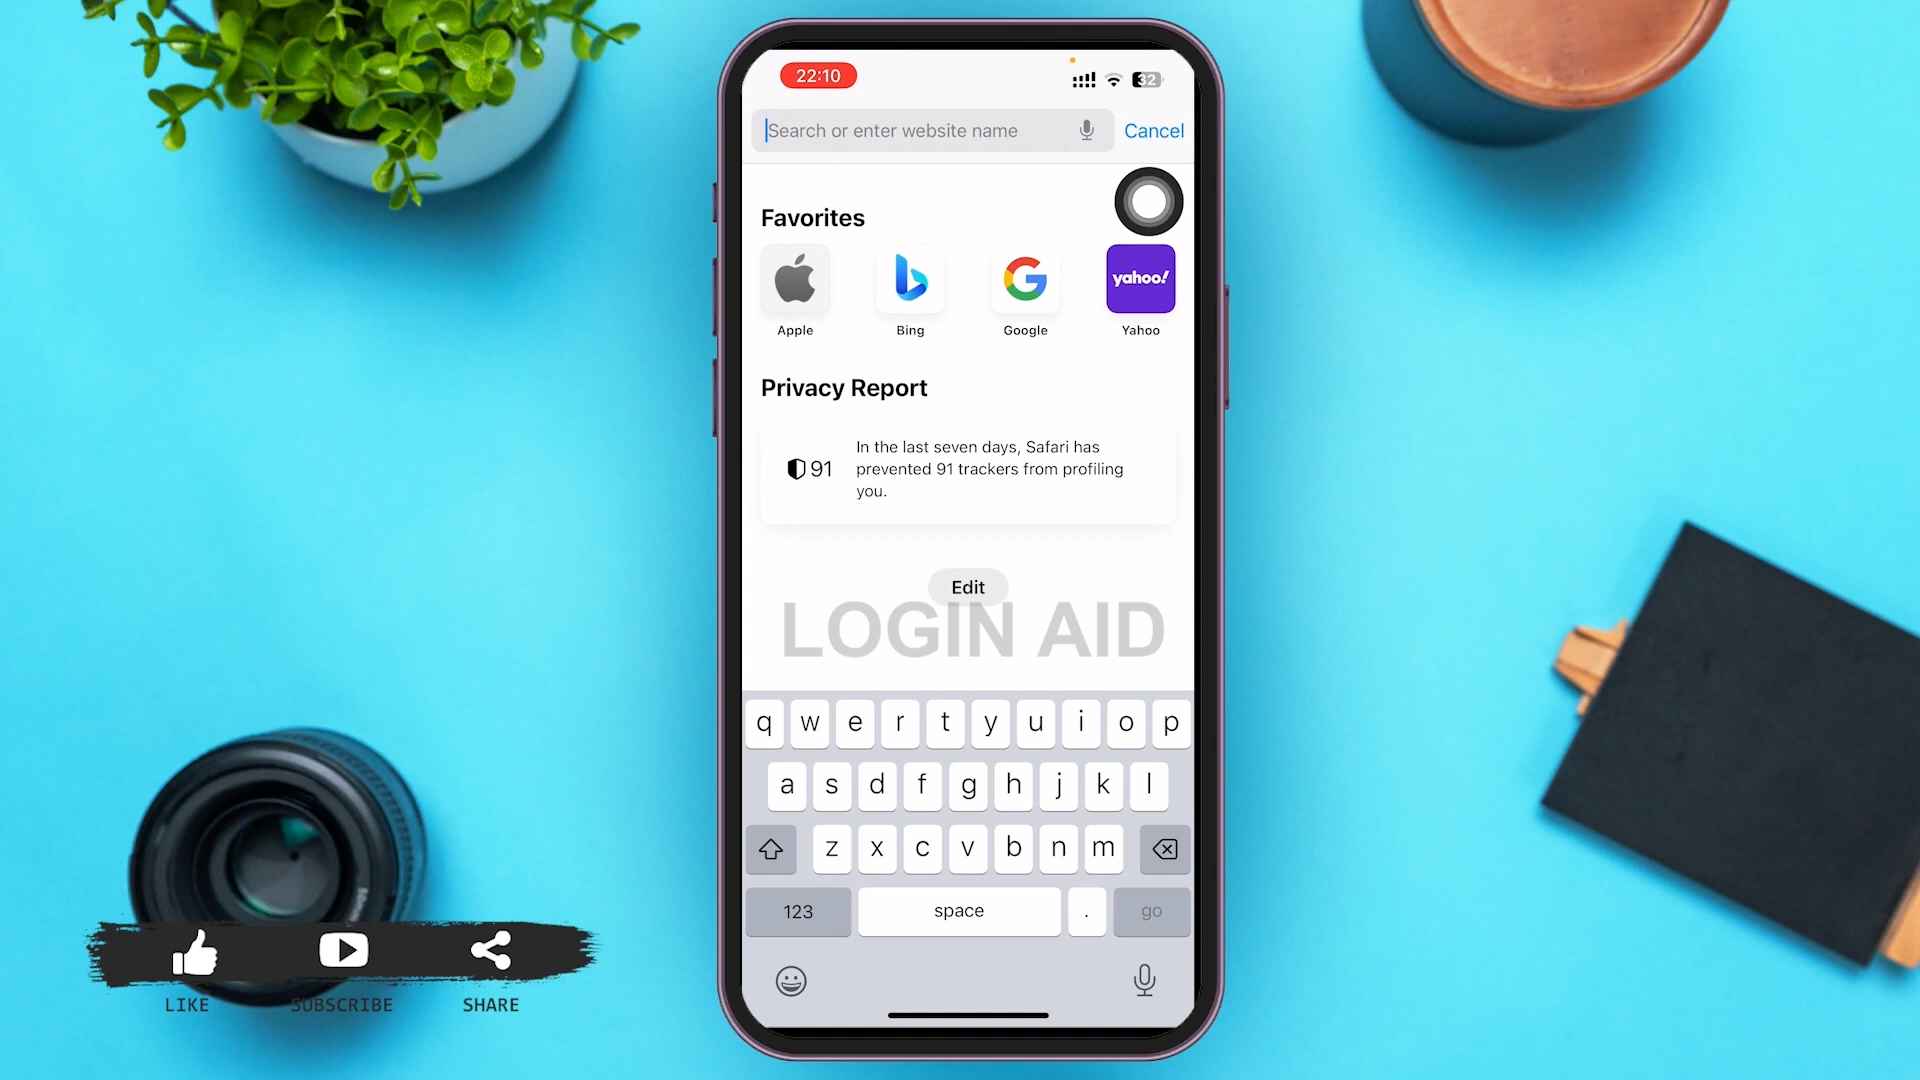 22:10
32
Search or enter website name
Cancel
Favorites
yahoo!
Apple
Bing
Google
Yahoo
Privacy Report
91
In the last seven days, Safari has
prevented 91 trackers from profiling
you.
Edit
LOGIN AID
q w e r t y u i o p
a s d f g h j k l
z x c v b n m
123
space
.
go
LIKE
SUBSCRIBE
SHARE